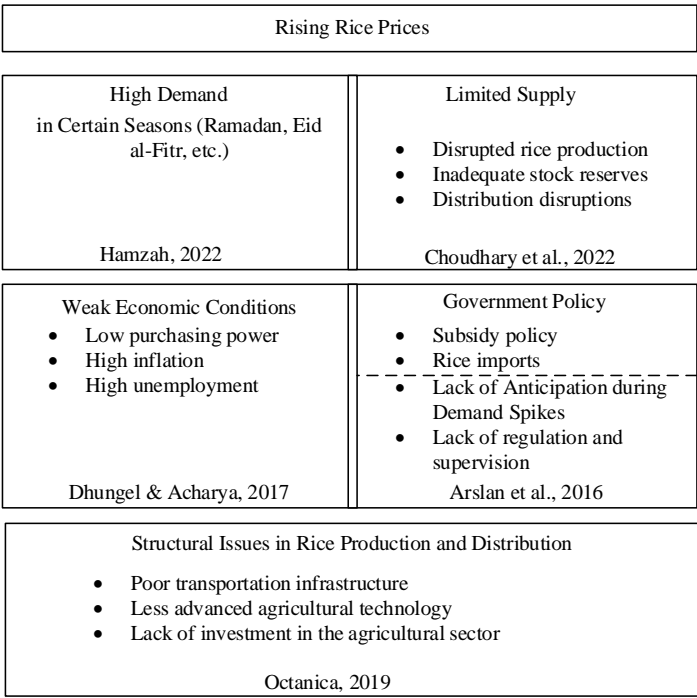 Rising Rice Prices
High Demand
in Certain Seasons (Ramadan, Eid
al-Fitr, etc.)
Hamzah, 2022
Limited Supply
• Disrupted rice production
• Inadequate stock reserves
• Distribution disruptions
Choudhary et al., 2022
Weak Economic Conditions
• Low purchasing power
• High inflation
• High unemployment
Dhungel & Acharya, 2017
Government Policy
• Subsidy policy
• Rice imports
• Lack of Anticipation during
Demand Spikes
• Lack of regulation and
supervision
Arslan et al., 2016
Structural Issues in Rice Production and Distribution
• Poor transportation infrastructure
• Less advanced agricultural technology
• Lack of investment in the agricultural sector
Octanica, 2019